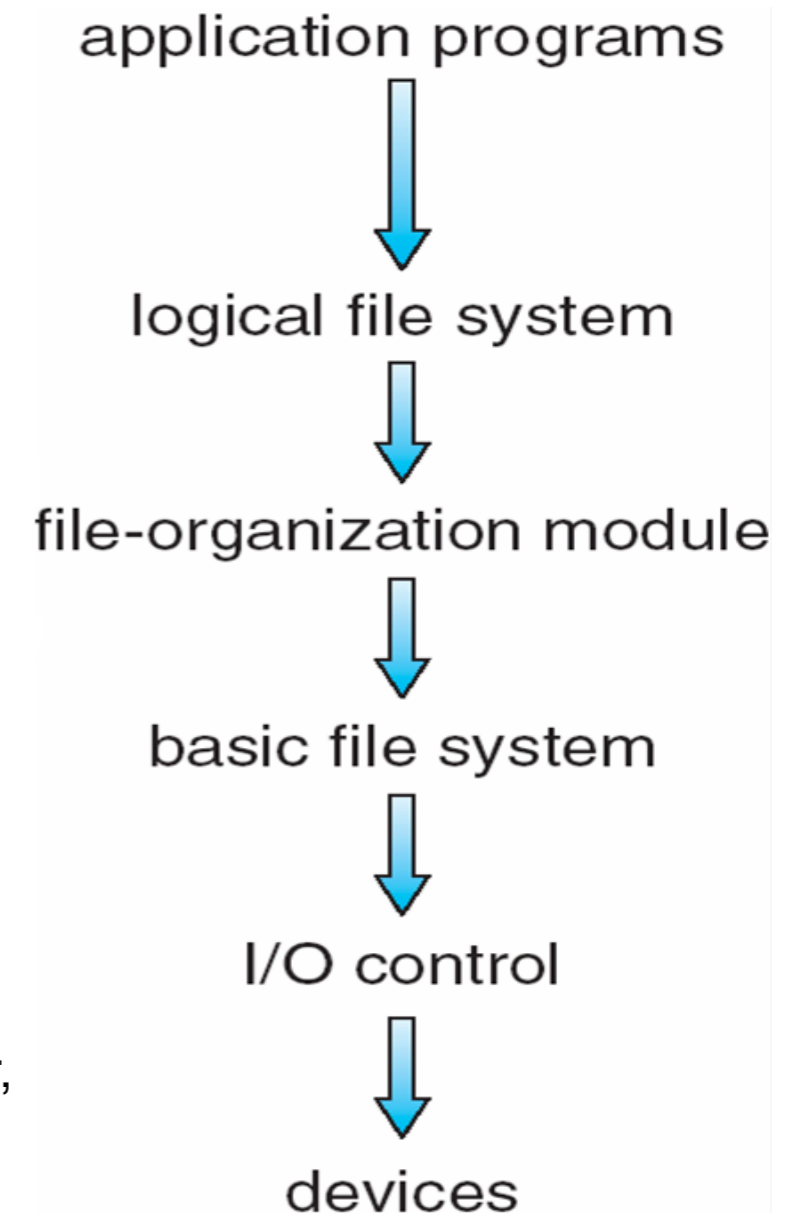 application programs
logical file system
file-organization module
basic file system
I/O control
,
devices